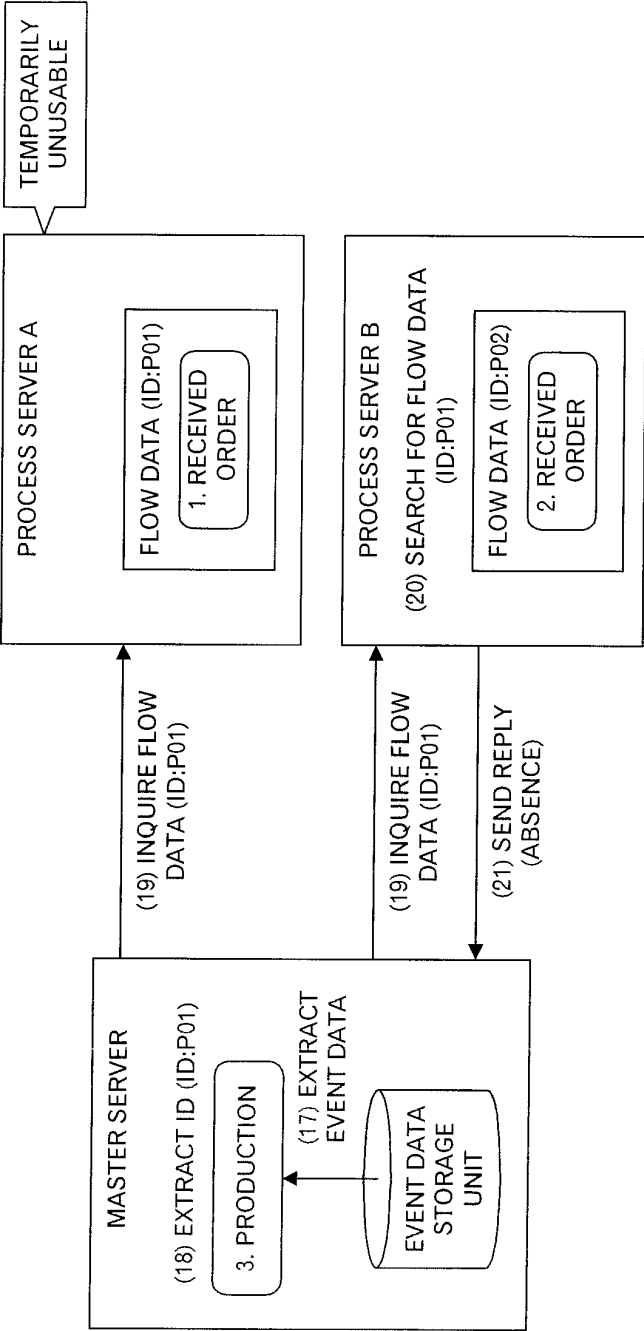 MASTER SERVER
(18) EXTRACT ID (ID:P01)
3. PRODUCTION
(17) EXTRACT
EVENT DATA
EVENT DATA
STORAGE
UNIT
(19) INQUIRE FLOW
DATA (ID:P01)
(19) INQUIRE FLOW
DATA (ID:P01)
(21) SEND REPLY
(ABSENCE)
PROCESS SERVER A
FLOW DATA (ID:P01)
1. RECEIVED
ORDER
TEMPORARILY
UNUSABLE
PROCESS SERVER B
(20) SEARCH FOR FLOW DATA
(ID:P01)
FLOW DATA (ID:P02)
2. RECEIVED
ORDER